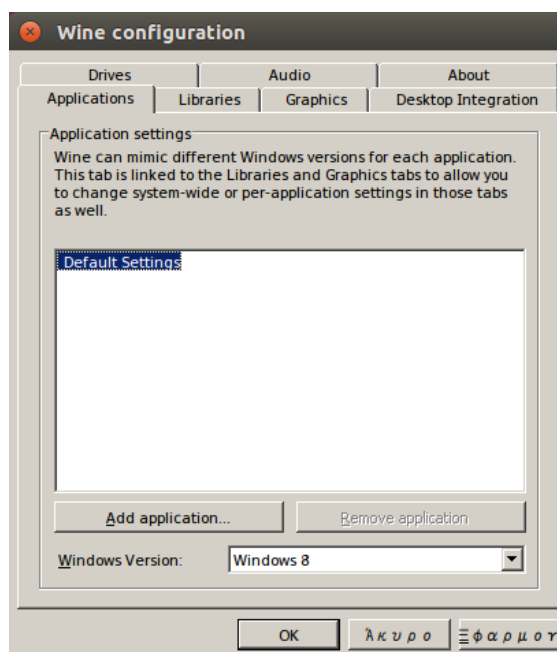 Wine configuration
Drives Audio About
Applications Libraries Graphics Desktop Integration
Application settings
Wine can mimic different Windows versions for each application.
This tab is linked to the Libraries and Graphics tabs to allow you
to change system-wide or per-application settings in those tabs
as well.
Default Settings
Add application... Remove application
Windows Version: Windows 8
OK Άκυρο